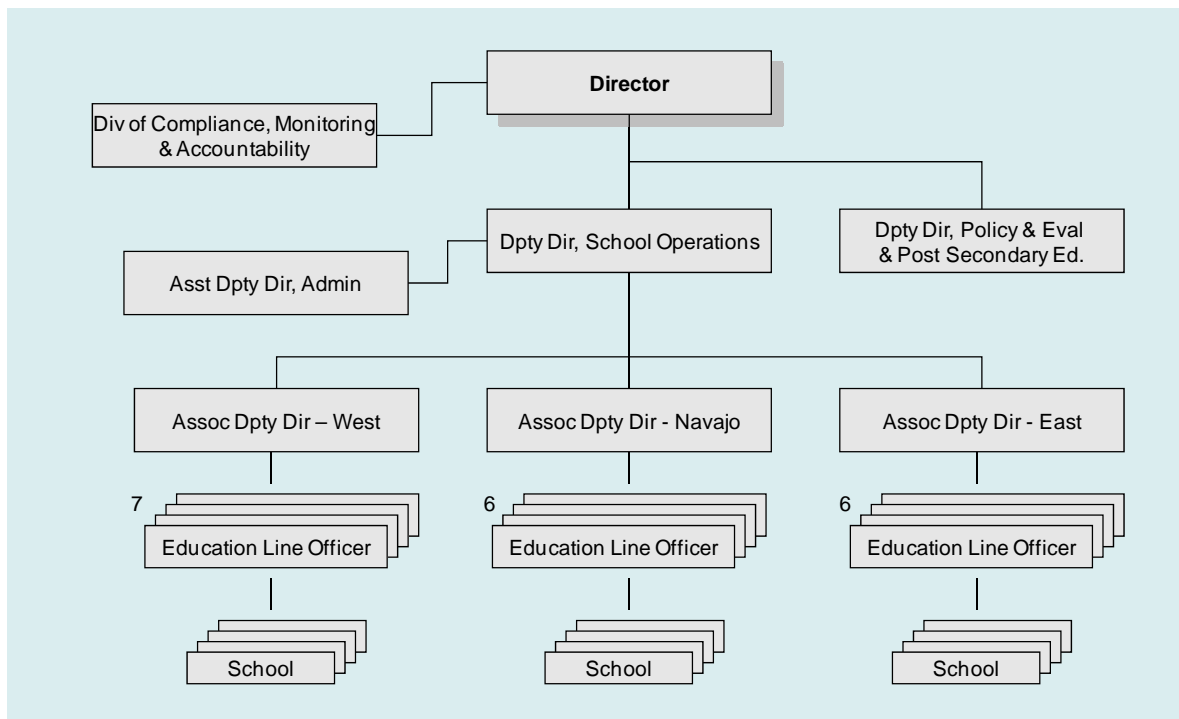 Director
Div of Compliance, Monitoring
& Accountability
Dpty Dir, School Operations
Dpty Dir, Policy & Eval
& Post Secondary Ed.
Asst Dpty Dir, Admin
Assoc Dpty Dir – West
Assoc Dpty Dir - Navajo
Assoc Dpty Dir - East
7
Education Line Officer
6
Education Line Officer
6
Education Line Officer
School
School
School